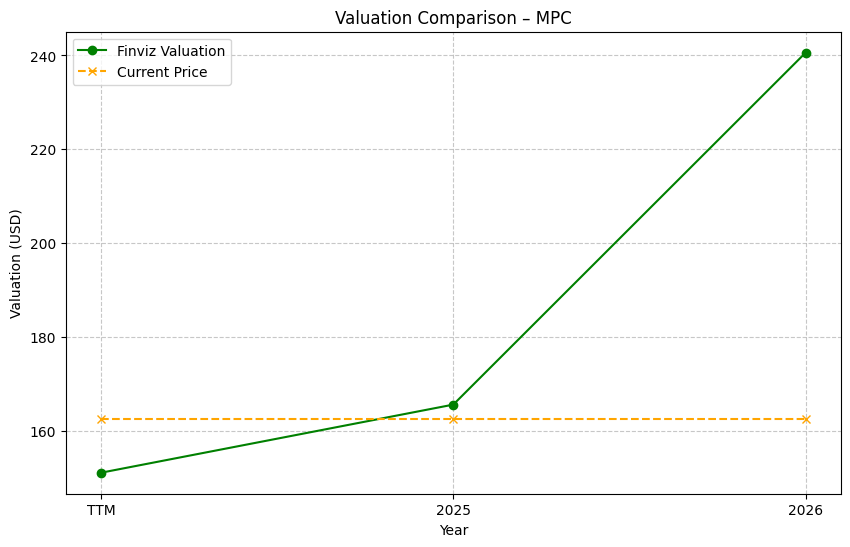 Valuation Comparison – MPC
Finviz Valuation
Current Price
Valuation (USD)
240
220
200
180
160
TTM
2025
2026
Year